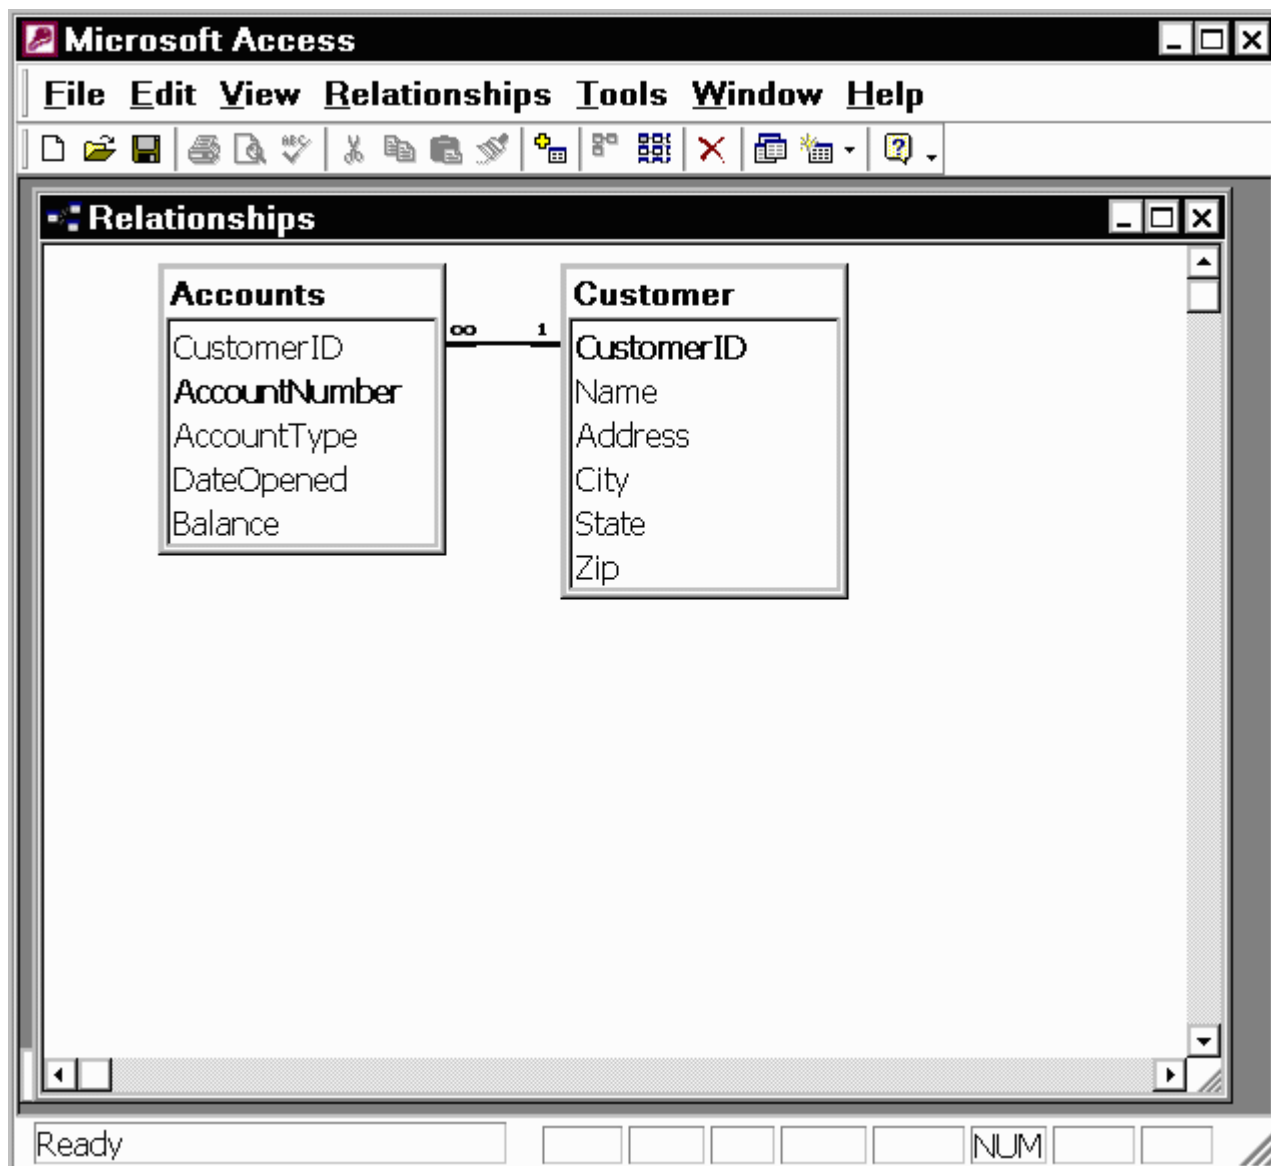 Microsoft Access
File Edit View Relationships Tools Window Help
Relationships
Accounts
CustomerID
AccountNumber
AccountType
DateOpened
Balance
∞ 1
Customer
CustomerID
Name
Address
City
State
Zip
Ready
NUM